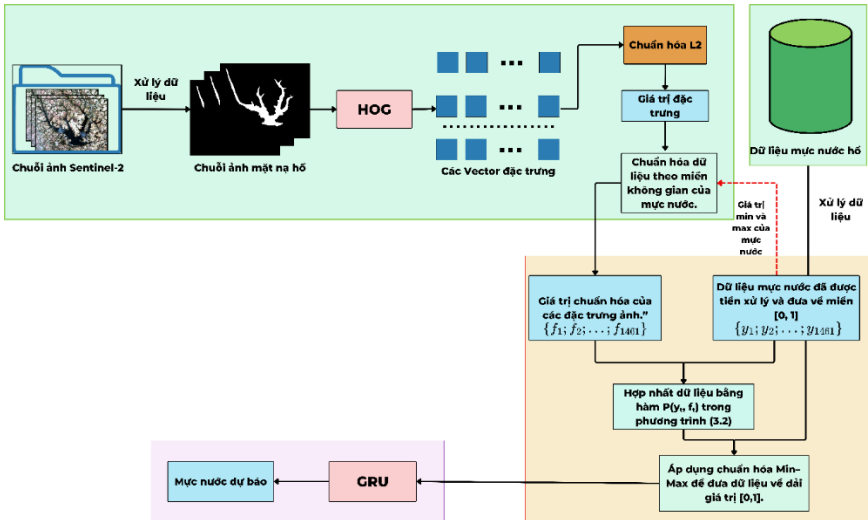 Chuỗi ảnh Sentinel-2
Xử lý dữ
liệu
Chuỗi ảnh mặt nạ hồ
HOG
Các Vector đặc trưng
Chuẩn hóa L2
Giá trị đặc
trưng
Chuẩn hóa dữ
liệu theo miền
không gian của
mực nước.
Dữ liệu mực nước hồ
Giá trị
min và
max của
mực
nước
Xử lý dữ
liệu
Giá trị chuẩn hóa của
các đặc trưng ảnh.”
{f₁; f₂; . . . ; f₁₄₆₁}
Dữ liệu mực nước đã được
tiền xử lý và đưa về miền
[0, 1]
{y₁; y₂; . . . ; y₁₄₆₁}
Hợp nhất dữ liệu bằng
hàm P(yₜ, fₜ) trong
phương trình (3.2)
Áp dụng chuẩn hóa Min–
Max để đưa dữ liệu về dải
giá trị [0,1].
GRU
Mực nước dự báo